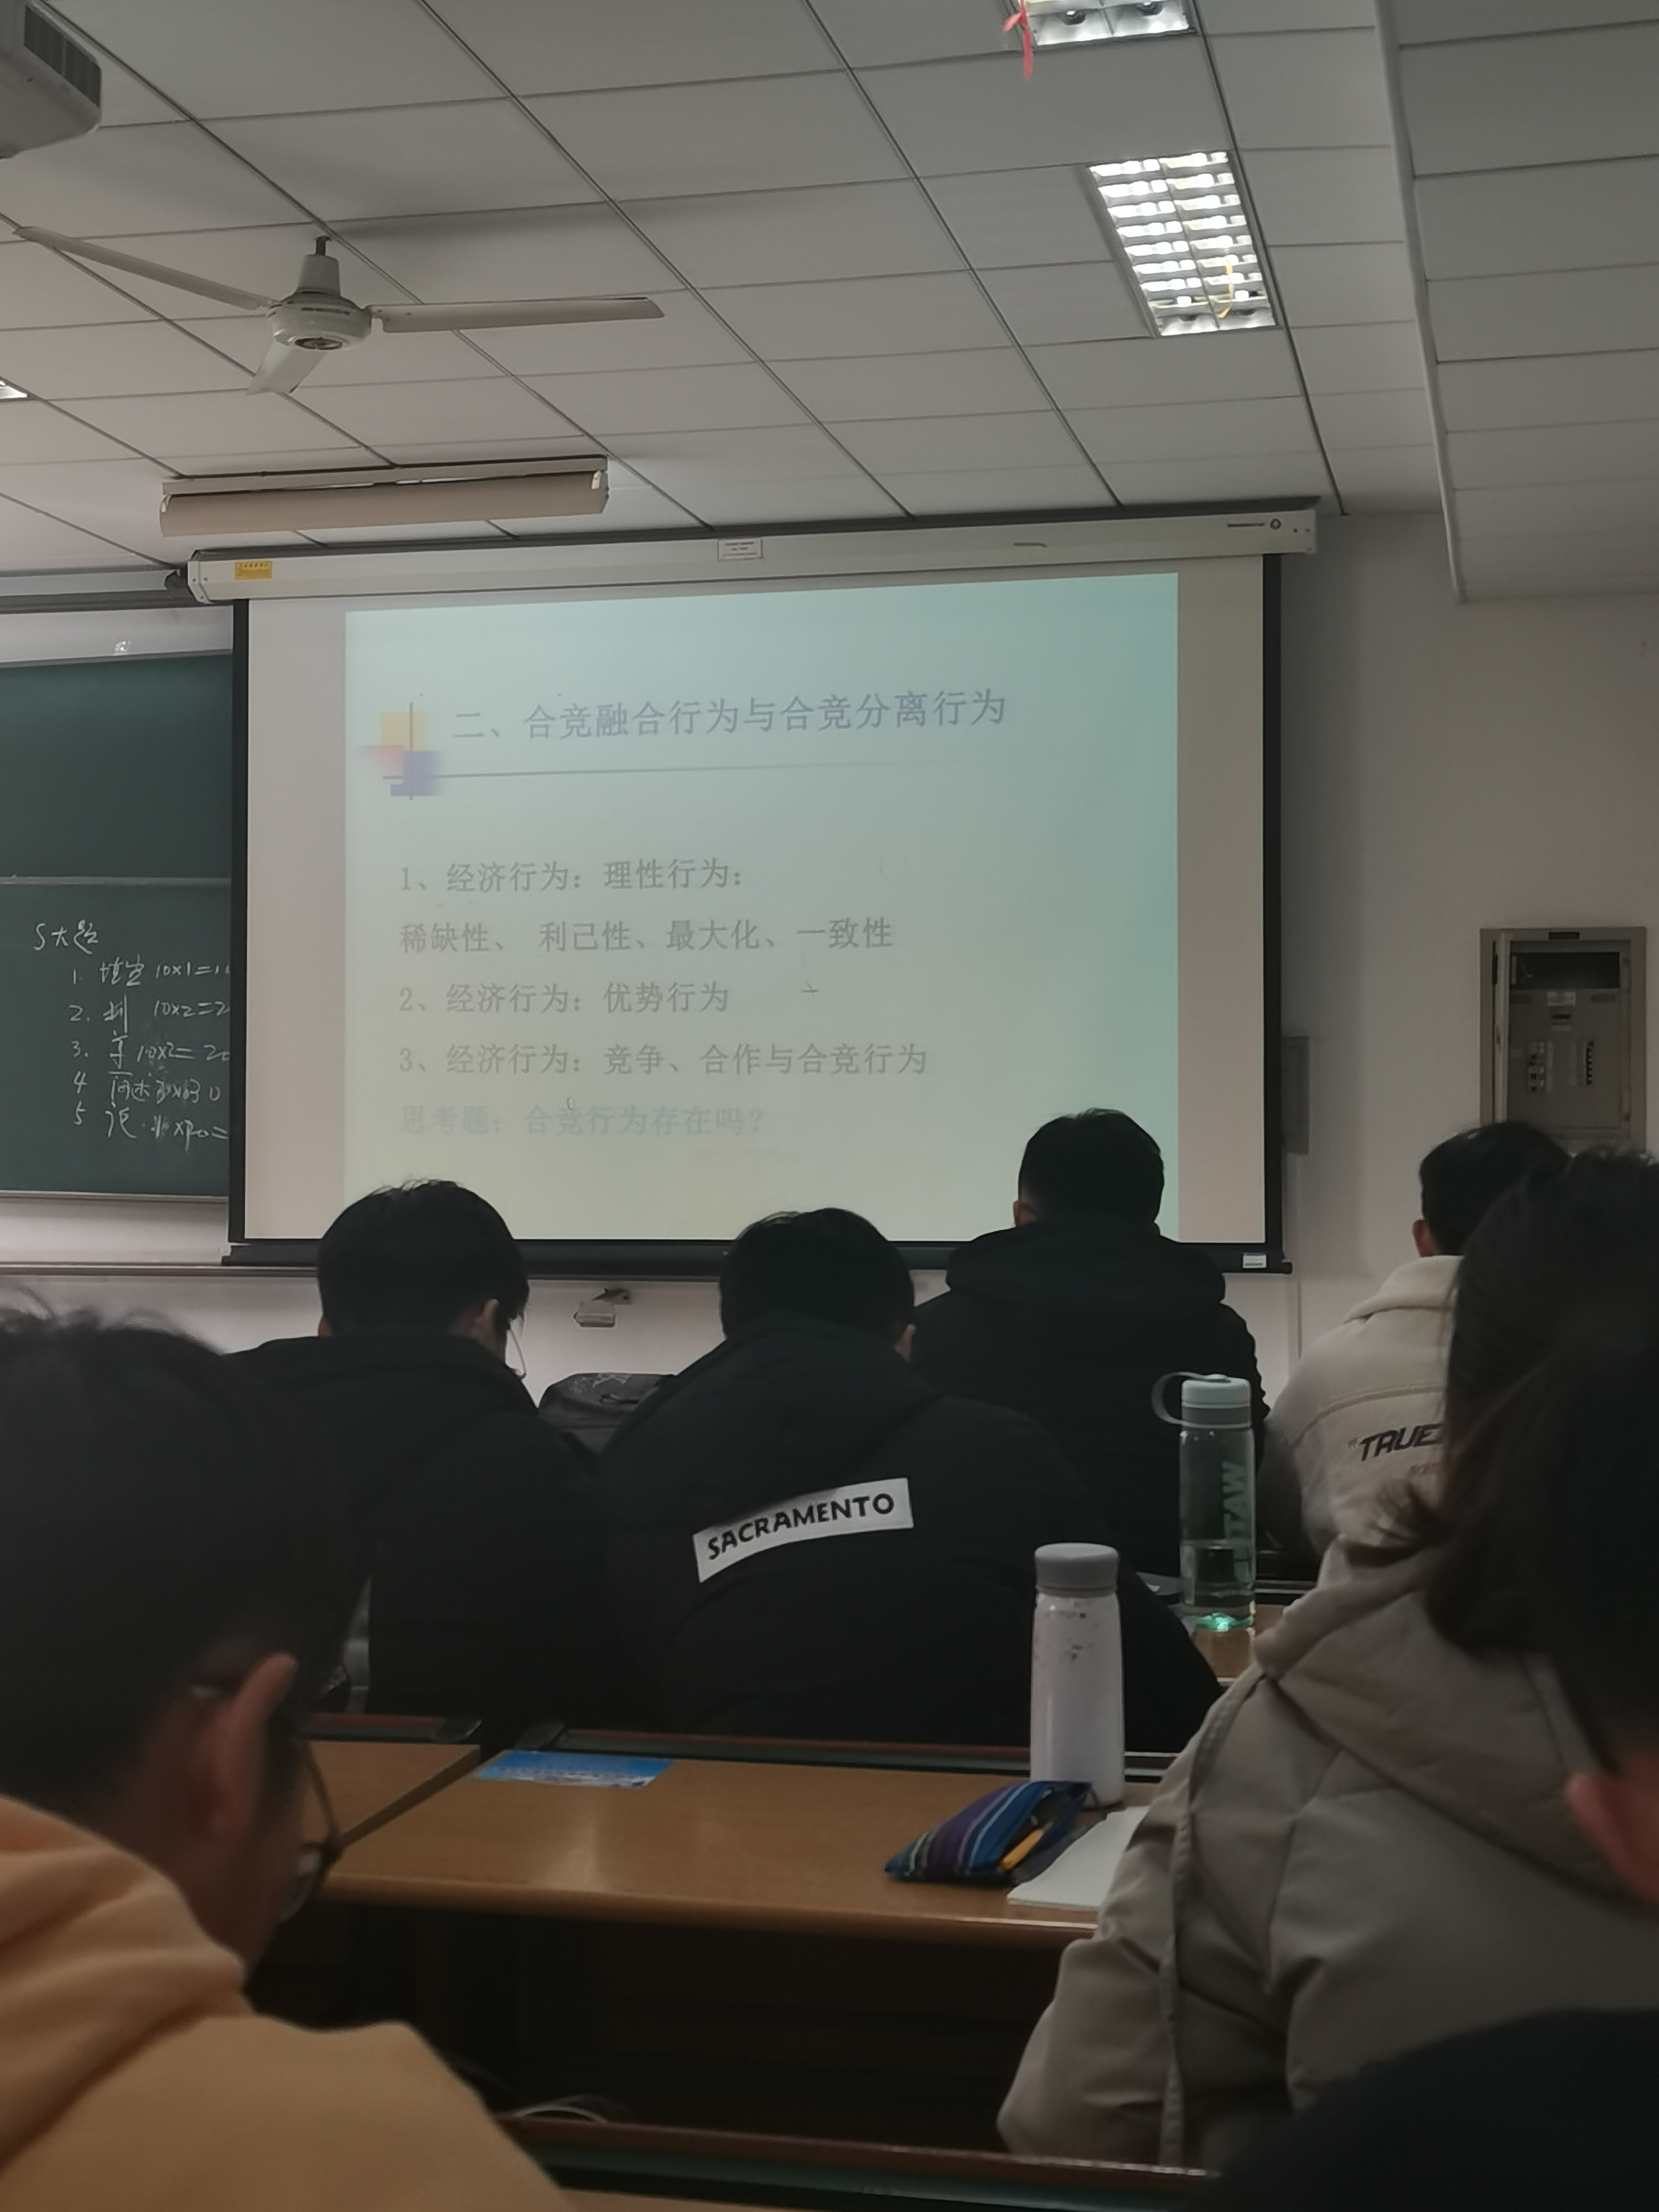 二、合竞融合行为与合竞分离行为
1、经济行为：理性行为：
稀缺性、 利己性、最大化、一致性
2、经济行为：优势行为
3、经济行为：竞争、合作与合竞行为
思考题：合竞行为存在吗？
5大题
1. 填空 10×1=1
2. 判 10×2=2
3. 10×2=20
4
5
SACRAMENTO
"TRUE
WAT